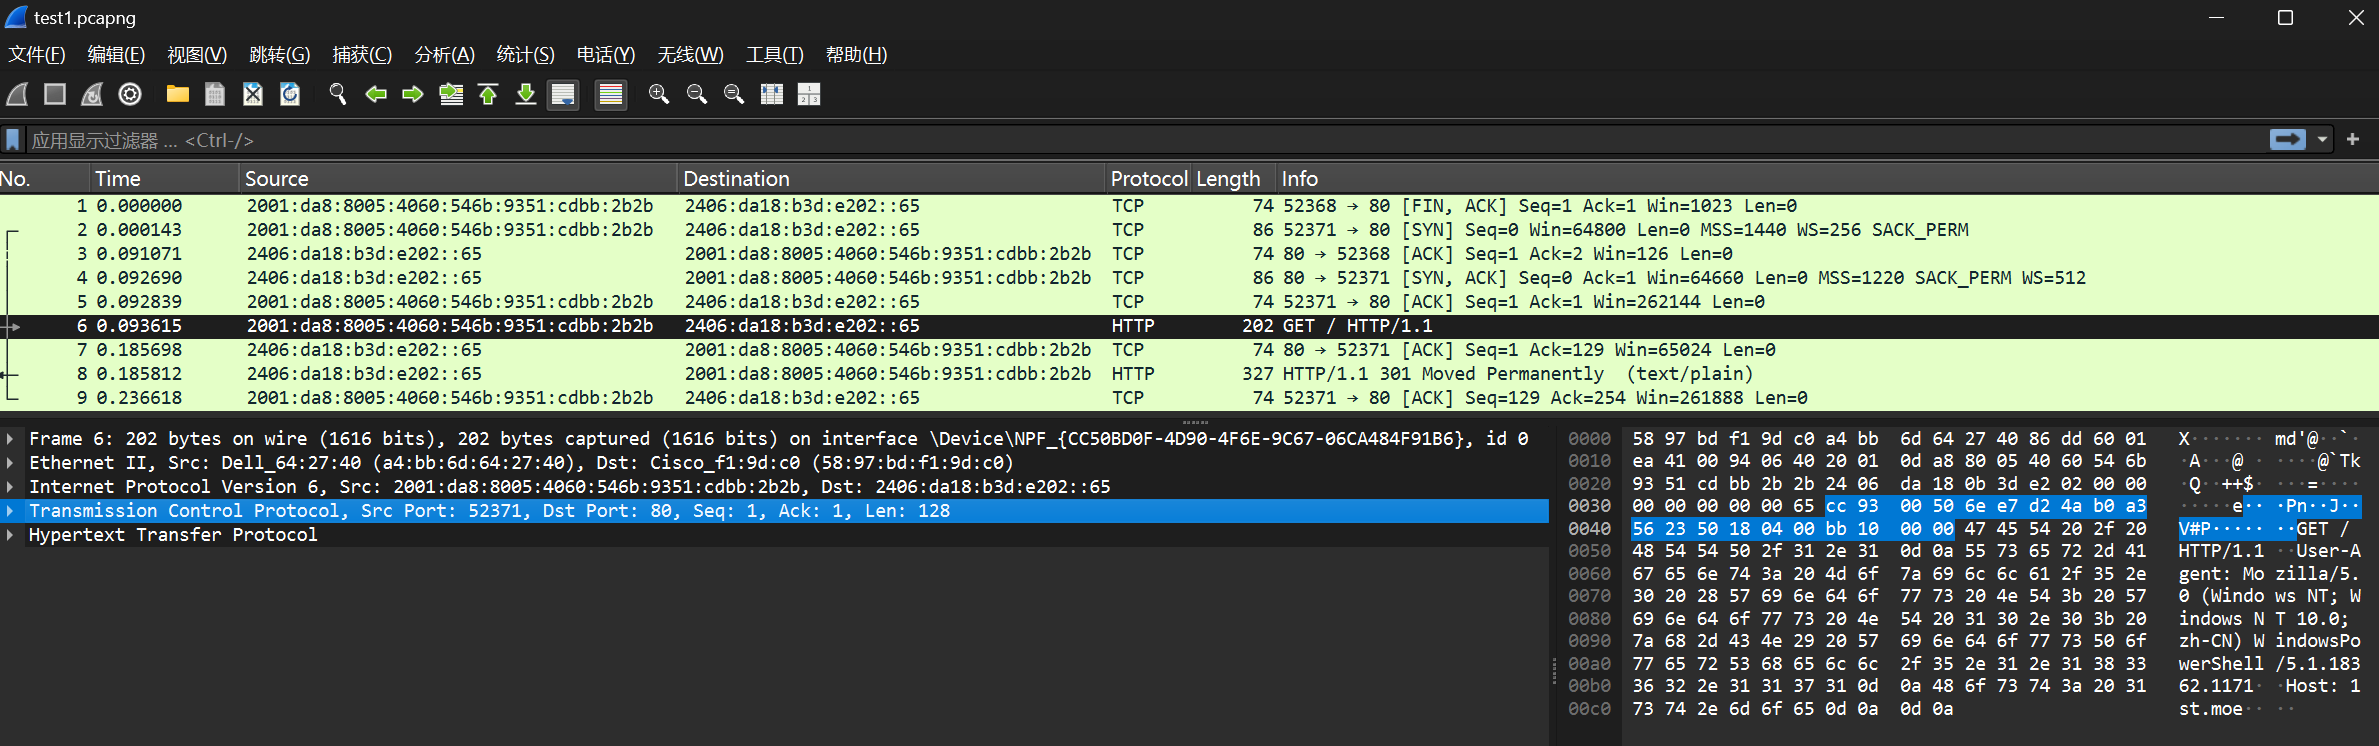 test1.pcapng
文件(F) 编辑(E) 视图(V) 跳转(G) 捕获(C) 分析(A) 统计(S) 电话(Y) 无线(W) 工具(T) 帮助(H)
应用显示过滤器 … <Ctrl-/>
No. Time Source Destination Protocol Length Info
1 0.000000 2001:da8:8005:4060:546b:9351:cdbb:2b2b 2406:da18:b3d:e202::65 TCP 74 52368 → 80 [FIN, ACK] Seq=1 Ack=1 Win=1023 Len=0
2 0.000143 2001:da8:8005:4060:546b:9351:cdbb:2b2b 2406:da18:b3d:e202::65 TCP 86 52371 → 80 [SYN] Seq=0 Win=64800 Len=0 MSS=1440 WS=256 SACK_PERM
3 0.091071 2406:da18:b3d:e202::65 2001:da8:8005:4060:546b:9351:cdbb:2b2b TCP 74 80 → 52368 [ACK] Seq=1 Ack=2 Win=126 Len=0
4 0.092690 2406:da18:b3d:e202::65 2001:da8:8005:4060:546b:9351:cdbb:2b2b TCP 86 80 → 52371 [SYN, ACK] Seq=0 Ack=1 Win=64660 Len=0 MSS=1220 SACK_PERM WS=512
5 0.092839 2001:da8:8005:4060:546b:9351:cdbb:2b2b 2406:da18:b3d:e202::65 TCP 74 52371 → 80 [ACK] Seq=1 Ack=1 Win=262144 Len=0
6 0.093615 2001:da8:8005:4060:546b:9351:cdbb:2b2b 2406:da18:b3d:e202::65 HTTP 202 GET / HTTP/1.1
7 0.185698 2406:da18:b3d:e202::65 2001:da8:8005:4060:546b:9351:cdbb:2b2b TCP 74 80 → 52371 [ACK] Seq=1 Ack=129 Win=65024 Len=0
8 0.185812 2406:da18:b3d:e202::65 2001:da8:8005:4060:546b:9351:cdbb:2b2b HTTP 327 HTTP/1.1 301 Moved Permanently (text/plain)
9 0.236618 2001:da8:8005:4060:546b:9351:cdbb:2b2b 2406:da18:b3d:e202::65 TCP 74 52371 → 80 [ACK] Seq=129 Ack=254 Win=261888 Len=0
Frame 6: 202 bytes on wire (1616 bits), 202 bytes captured (1616 bits) on interface \Device\NPF_{CC50BD0F-4D90-4F6E-9C67-06CA484F91B6}, id 0
Ethernet II, Src: Dell_64:27:40 (a4:bb:6d:64:27:40), Dst: Cisco_f1:9d:c0 (58:97:bd:f1:9d:c0)
Internet Protocol Version 6, Src: 2001:da8:8005:4060:546b:9351:cdbb:2b2b, Dst: 2406:da18:b3d:e202::65
Transmission Control Protocol, Src Port: 52371, Dst Port: 80, Seq: 1, Ack: 1, Len: 128
Hypertext Transfer Protocol
0000 58 97 bd f1 9d c0 a4 bb 6d 64 27 40 86 dd 60 01 X······· md'@··`·
0010 ea 41 00 94 06 40 20 01 0d a8 80 05 40 60 54 6b ·A···@ · ····@`Tk
0020 93 51 cd bb 2b 2b 24 06 da 18 0b 3d e2 02 00 00 ·Q··++$· ···=····
0030 00 00 00 00 00 65 cc 93 00 50 6e e7 d2 4a b0 a3 ·····e·· ·Pn··J··
0040 56 23 50 18 04 00 bb 10 00 00 47 45 54 20 2f 20 V#P····· ··GET /
0050 48 54 54 50 2f 31 2e 31 0d 0a 55 73 65 72 2d 41 HTTP/1.1 ··User-A
0060 67 65 6e 74 3a 20 4d 6f 7a 69 6c 6c 61 2f 35 2e gent: Mo zilla/5.
0070 30 20 28 57 69 6e 64 6f 77 73 20 4e 54 3b 20 57 0 (Windo ws NT; W
0080 69 6e 64 6f 77 73 20 4e 54 20 31 30 2e 30 3b 20 indows N T 10.0;
0090 7a 68 2d 43 4e 29 20 57 69 6e 64 6f 77 73 50 6f zh-CN) W indowsPo
00a0 77 65 72 53 68 65 6c 6c 2f 35 2e 31 2e 31 38 33 werShell /5.1.183
00b0 36 32 2e 31 31 37 31 0d 0a 48 6f 73 74 3a 20 31 62.1171· ·Host: 1
00c0 73 74 2e 6d 6f 65 0d 0a 0d 0a st.moe·· ··